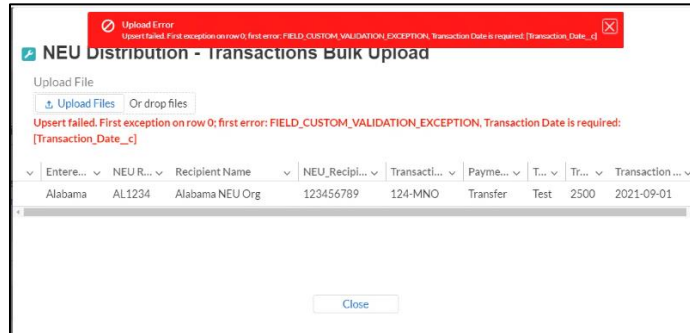 Upload Error
Upsert failed. First exception on row 0; first error: FIELD_CUSTOM_VALIDATION_EXCEPTION, Transaction Date is required: [Transaction_Date__c]
NEU Distribution - Transactions Bulk Upload
Upload File
Upload Files Or drop files
Upsert failed. First exception on row 0; first error: FIELD_CUSTOM_VALIDATION_EXCEPTION, Transaction Date is required:
[Transaction_Date__c]
Entere... NEU R... Recipient Name NEU_Recipi... Transacti... Payme... T... Tr... Transaction ...
Alabama AL1234 Alabama NEU Org 123456789 124-MNO Transfer Test 2500 2021-09-01
Close